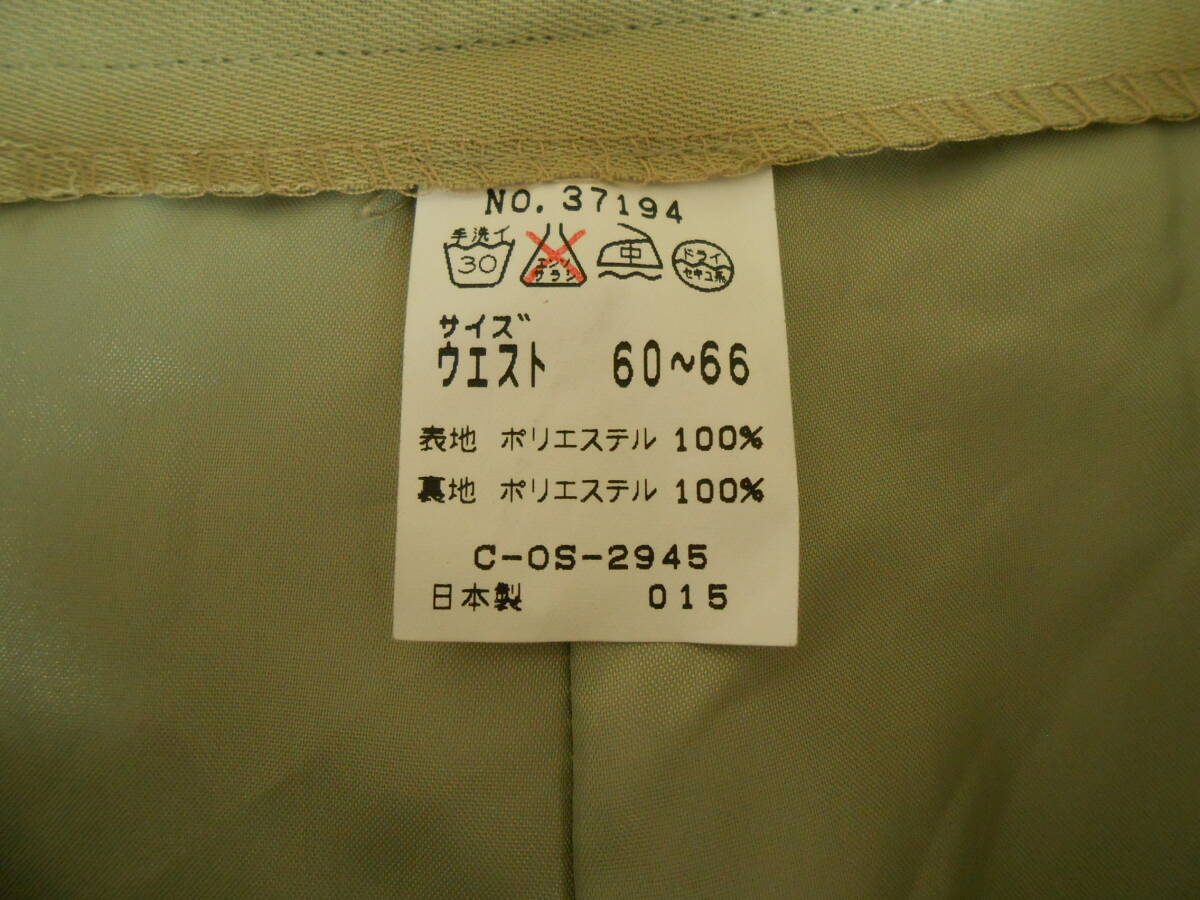 NO. 37194
手洗イ
30
エンソ
サラシ
中
ドライ
セキユ系
サイズ
ウエスト 60~66
表地 ポリエステル 100%
裏地 ポリエステル 100%
C-OS-2945
日本製 015